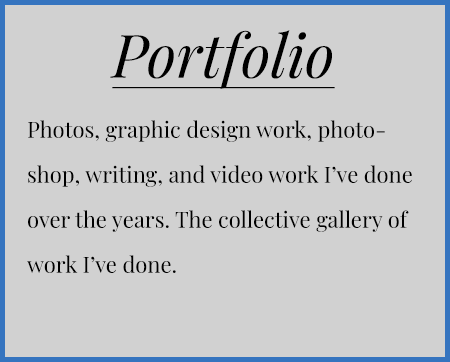 Portfolio
Photos, graphic design work, photo-
shop, writing, and video work I've done
over the years. The collective gallery of
work I've done.